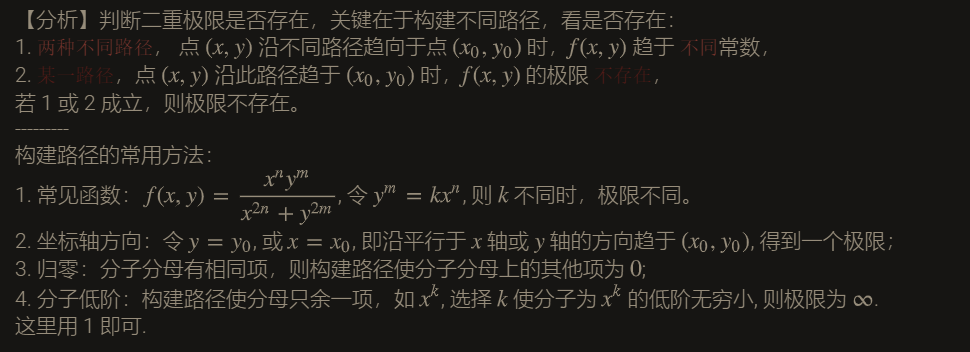 【分析】判断二重极限是否存在，关键在于构建不同路径，看是否存在：
1. 两种不同路径， 点 (x, y) 沿不同路径趋向于点 (x₀, y₀) 时，f(x, y) 趋于 不同常数，
2. 某一路径，点 (x, y) 沿此路径趋于 (x₀, y₀) 时，f(x, y) 的极限 不存在，
若 1 或 2 成立，则极限不存在。
---------
构建路径的常用方法：
1. 常见函数：f(x, y) = \frac{x^n y^m}{x^{2n} + y^{2m}}, 令 y^m = kx^n, 则 k 不同时，极限不同。
2. 坐标轴方向：令 y = y₀, 或 x = x₀, 即沿平行于 x 轴或 y 轴的方向趋于 (x₀, y₀), 得到一个极限；
3. 归零：分子分母有相同项，则构建路径使分子分母上的其他项为 0;
4. 分子低阶：构建路径使分母只余一项，如 x^k, 选择 k 使分子为 x^k 的低阶无穷小, 则极限为 ∞.
这里用 1 即可.